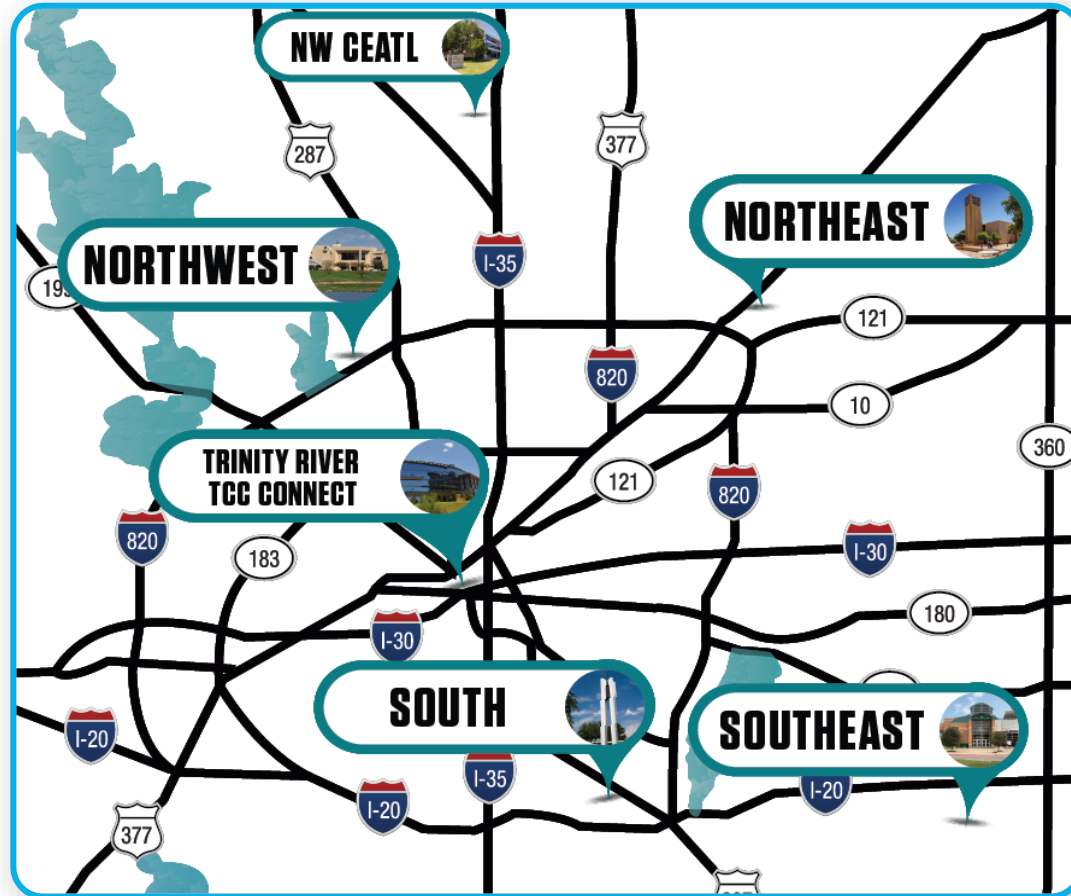 NW CEATL
287
377
NORTHEAST
NORTHWEST
I-35
121
820
10
TRINITY RIVER
TCC CONNECT
360
121
820
820
183
I-30
180
I-30
SOUTH
SOUTHEAST
I-20
I-35
I-20
I-20
377